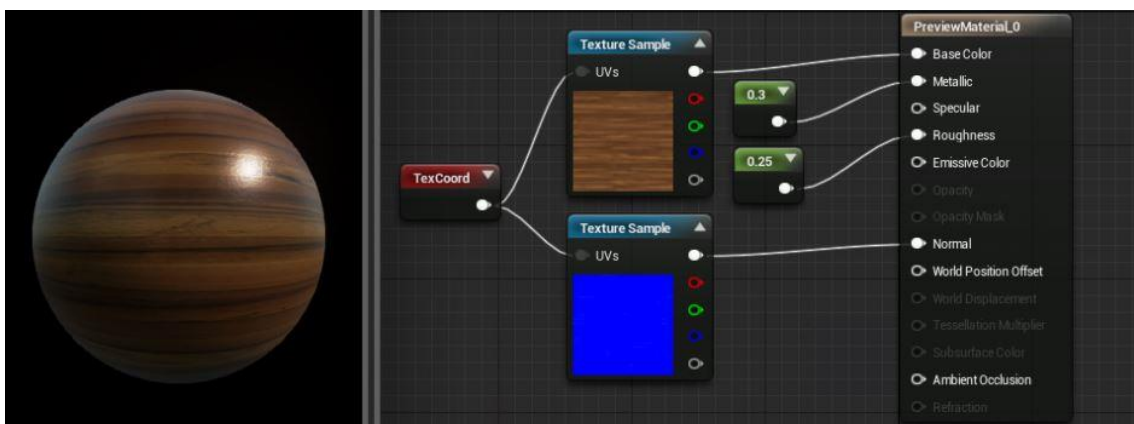 TexCoord
Texture Sample
UVs
Texture Sample
UVs
0.3
0.25
PreviewMaterial_0
Base Color
Metallic
Specular
Roughness
Emissive Color
Opacity
Opacity Mask
Normal
World Position Offset
World Displacement
Tessellation Multiplier
Subsurface Color
Ambient Occlusion
Refraction